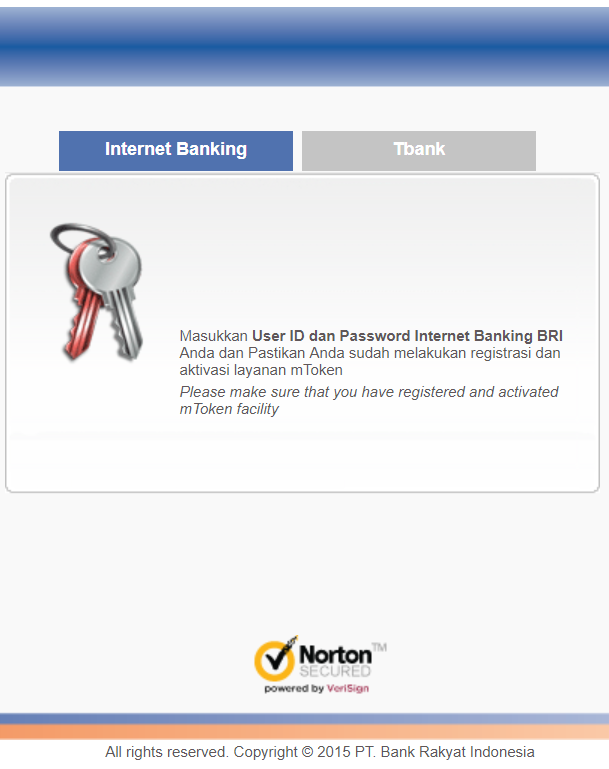 Internet Banking
Tbank
Masukkan User ID dan Password Internet Banking BRI
Anda dan Pastikan Anda sudah melakukan registrasi dan
aktivasi layanan mToken
Please make sure that you have registered and activated
mToken facility
Norton™
SECURED
powered by VeriSign
All rights reserved. Copyright © 2015 PT. Bank Rakyat Indonesia